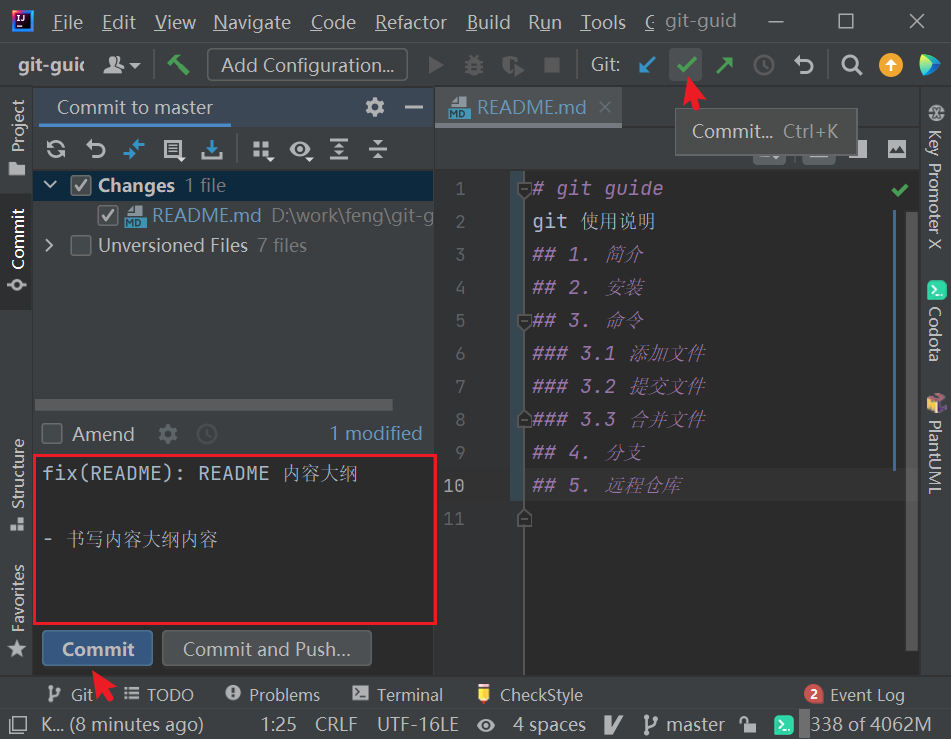 File Edit View Navigate Code Refactor Build Run Tools G git-guid
git-guid Add Configuration... Git:
Commit to master
README.md
Commit... Ctrl+K
Project
Commit
Structure
Favorites
Changes 1 file
README.md D:\work\feng\git-g
Unversioned Files 7 files
Amend 1 modified
fix(README): README 内容大纲
- 书写内容大纲内容
Commit Commit and Push...
1 # git guide
2 git 使用说明
3 ## 1. 简介
4 ## 2. 安装
5 ## 3. 命令
6 ### 3.1 添加文件
7 ### 3.2 提交文件
8 ### 3.3 合并文件
9 ## 4. 分支
10 ## 5. 远程仓库
11
Key Promoter X
Codota
PlantUML
Git TODO Problems Terminal CheckStyle 2 Event Log
K... (8 minutes ago) 1:25 CRLF UTF-16LE 4 spaces master 338 of 4062M